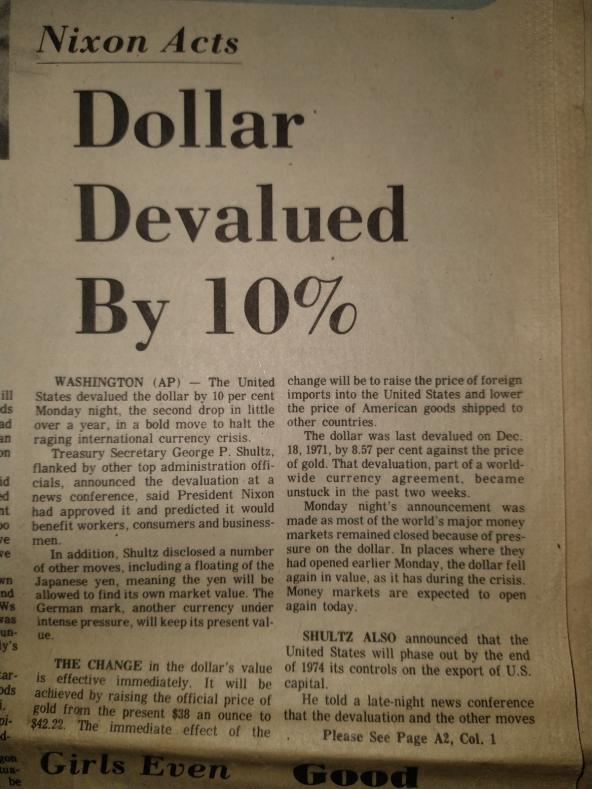 Nixon Acts
Dollar
Devalued
By 10%
WASHINGTON (AP) — The United
States devalued the dollar by 10 per cent
Monday night, the second drop in little
over a year, in a bold move to halt the
raging international currency crisis.
Treasury Secretary George P. Shultz,
flanked by other top administration offi-
cials, announced the devaluation at a
news conference, said President Nixon
had approved it and predicted it would
benefit workers, consumers and business-
men.
In addition, Shultz disclosed a number
of other moves, including a floating of the
Japanese yen, meaning the yen will be
allowed to find its own market value. The
German mark, another currency under
intense pressure, will keep its present val-
ue.
THE CHANGE in the dollar's value
is effective immediately. It will be
achieved by raising the official price of
gold from the present $38 an ounce to
$42.22. The immediate effect of the
change will be to raise the price of foreign
imports into the United States and lower
the price of American goods shipped to
other countries.
The dollar was last devalued on Dec.
18, 1971, by 8.57 per cent against the price
of gold. That devaluation, part of a world-
wide currency agreement, became
unstuck in the past two weeks.
Monday night's announcement was
made as most of the world's major money
markets remained closed because of pres-
sure on the dollar. In places where they
had opened earlier Monday, the dollar fell
again in value, as it has during the crisis.
Money markets are expected to open
again today.
SHULTZ ALSO announced that the
United States will phase out by the end
of 1974 its controls on the export of U.S.
capital.
He told a late-night news conference
that the devaluation and the other moves
Please See Page A2, Col. 1
Girls Even
Good